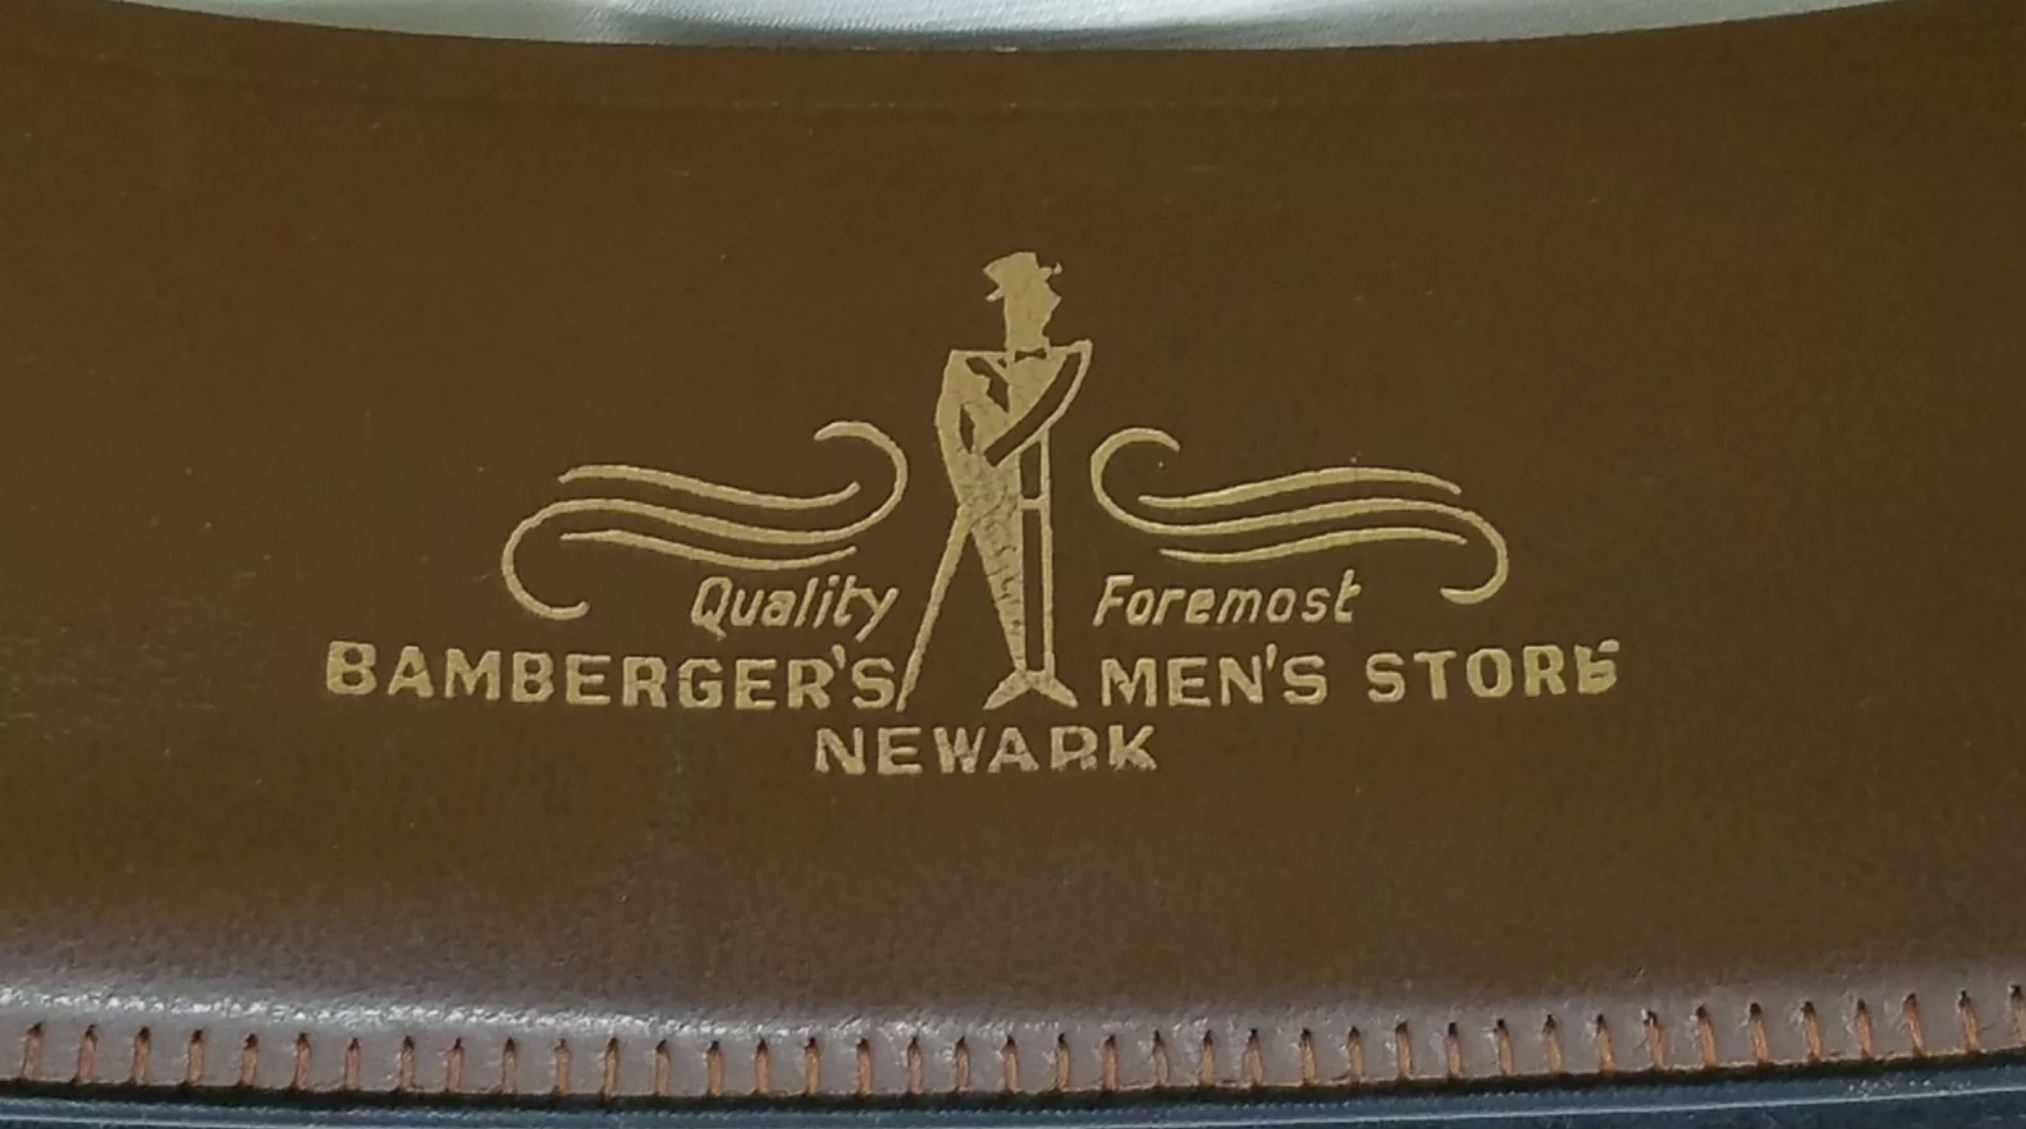 Quality Foremost
BAMBERGER'S MEN'S STORE
NEWARK